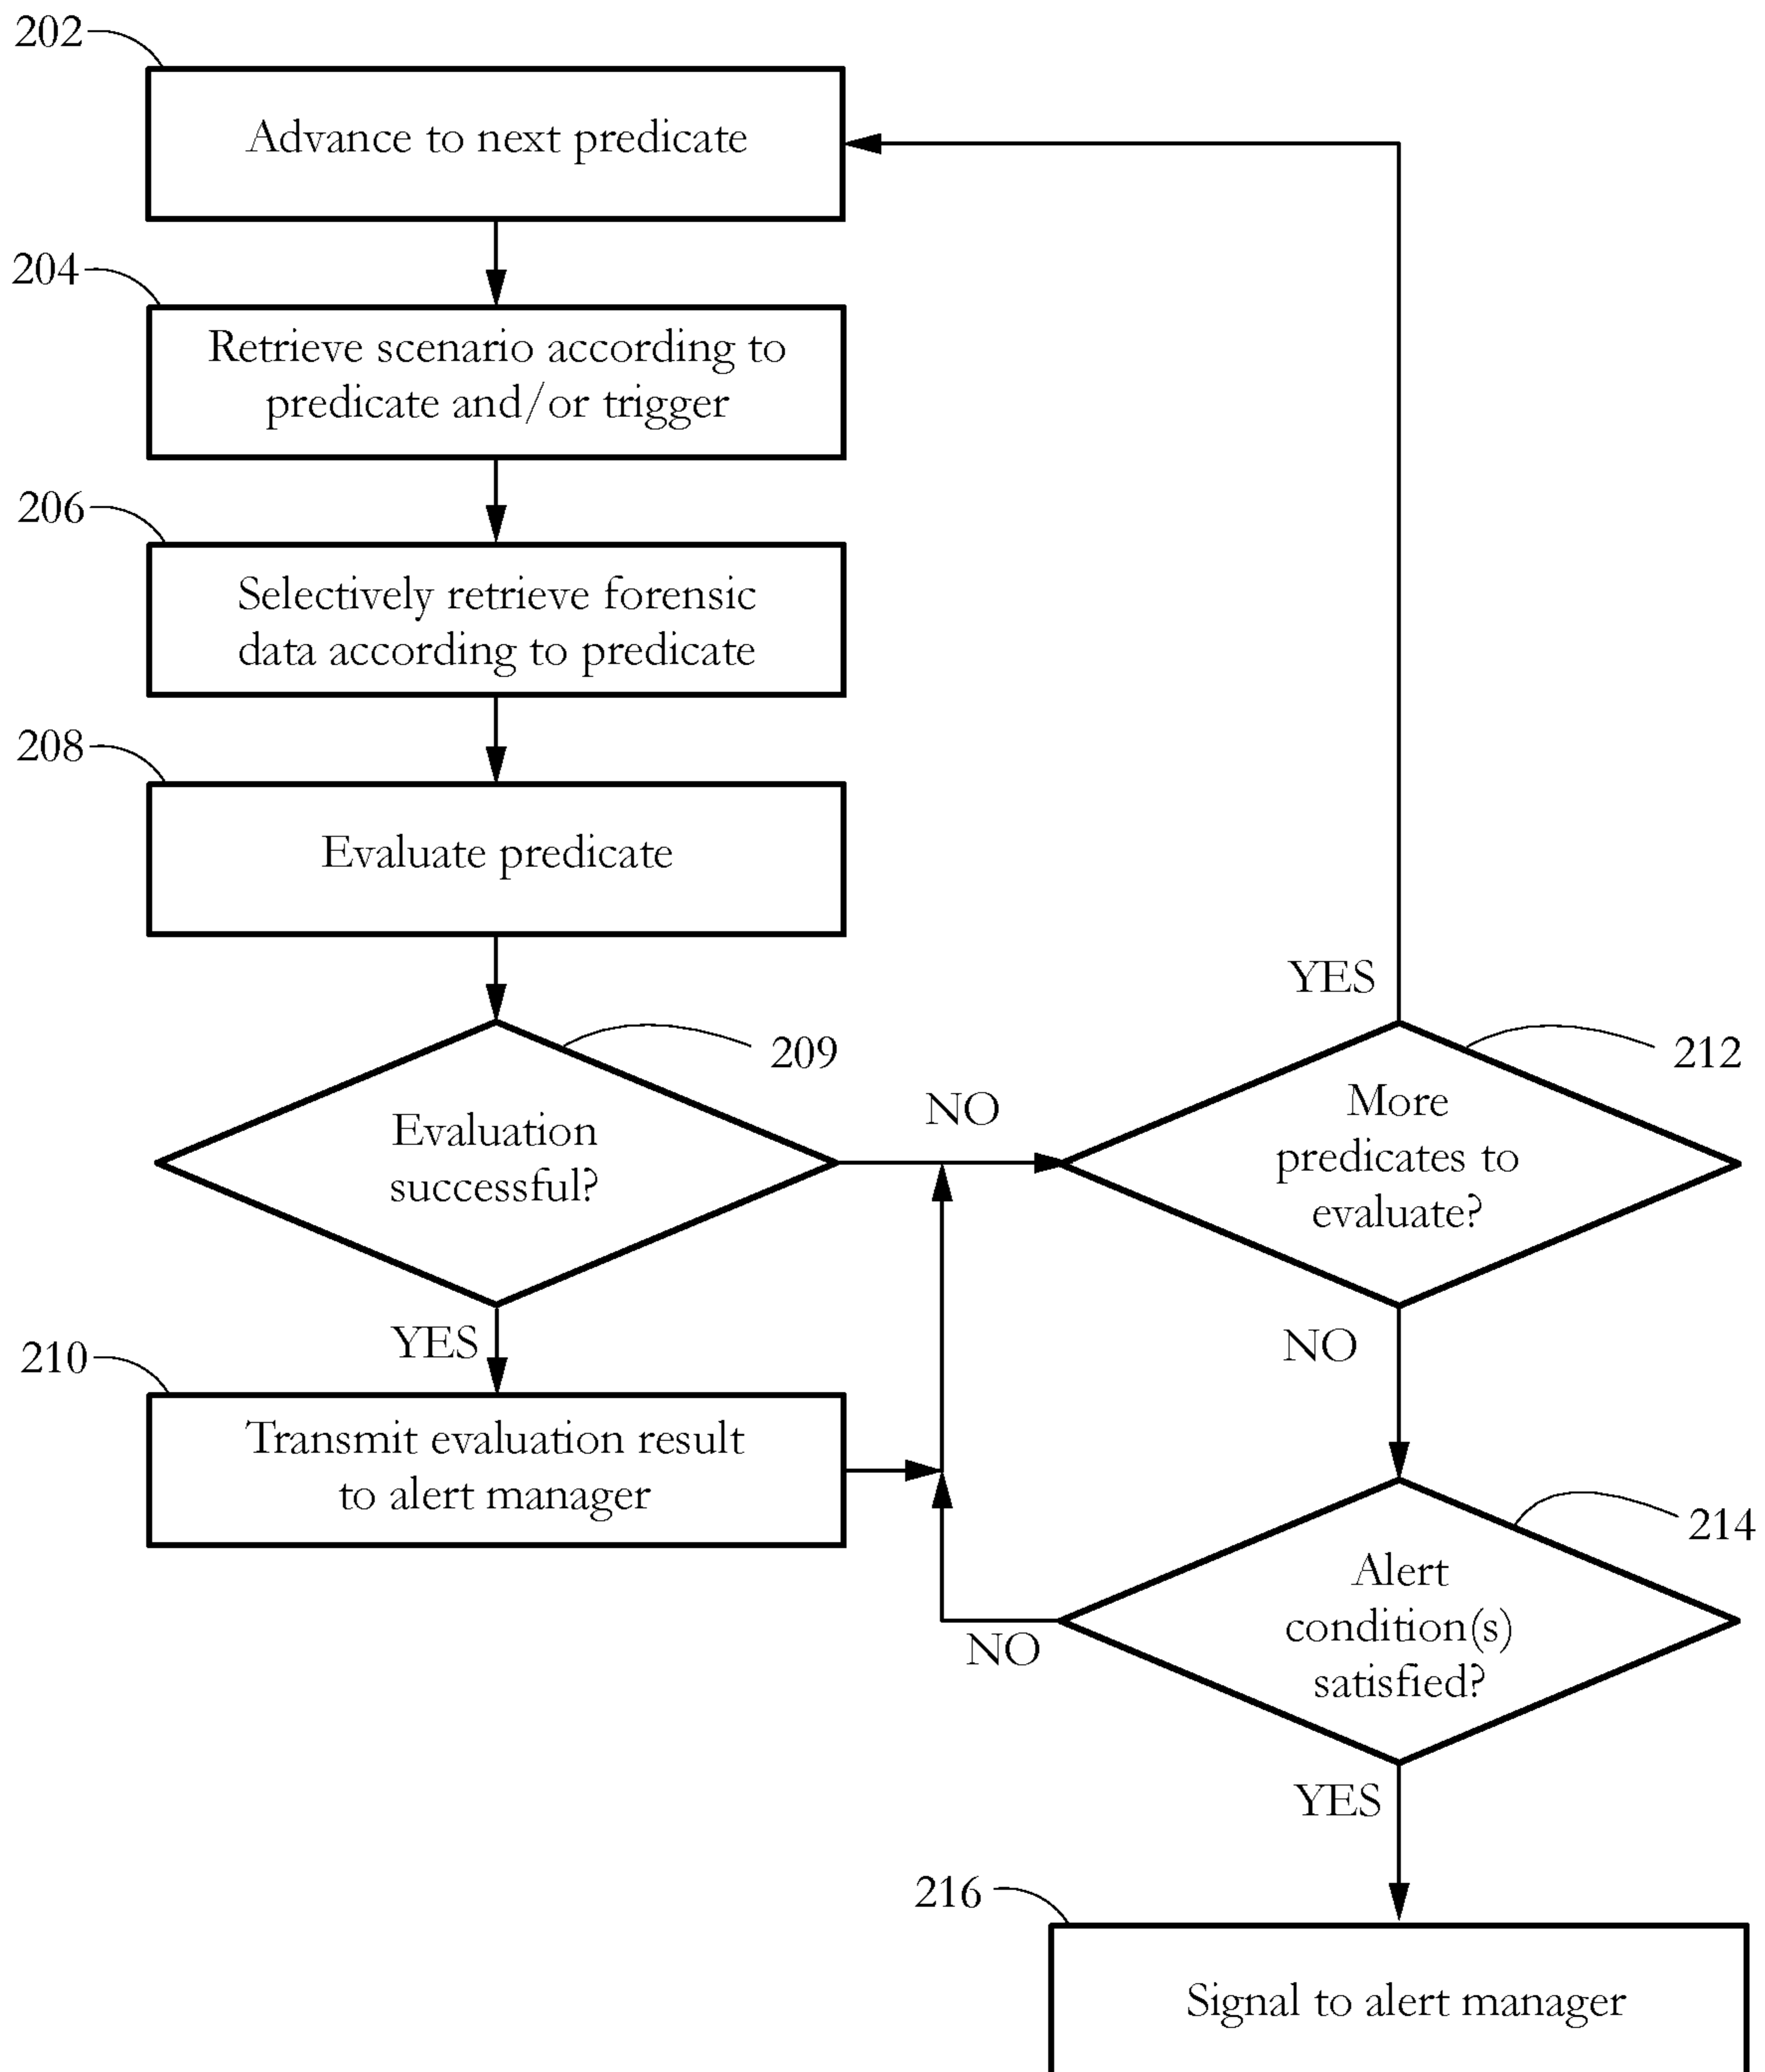 202
Advance to next predicate
204
Retrieve scenario according to
predicate and/or trigger
206
Selectively retrieve forensic
data according to predicate
208
Evaluate predicate
209
Evaluation
successful?
NO
YES
210
Transmit evaluation result
to alert manager
YES
212
More
predicates to
evaluate?
NO
214
Alert
condition(s)
satisfied?
NO
YES
216
Signal to alert manager